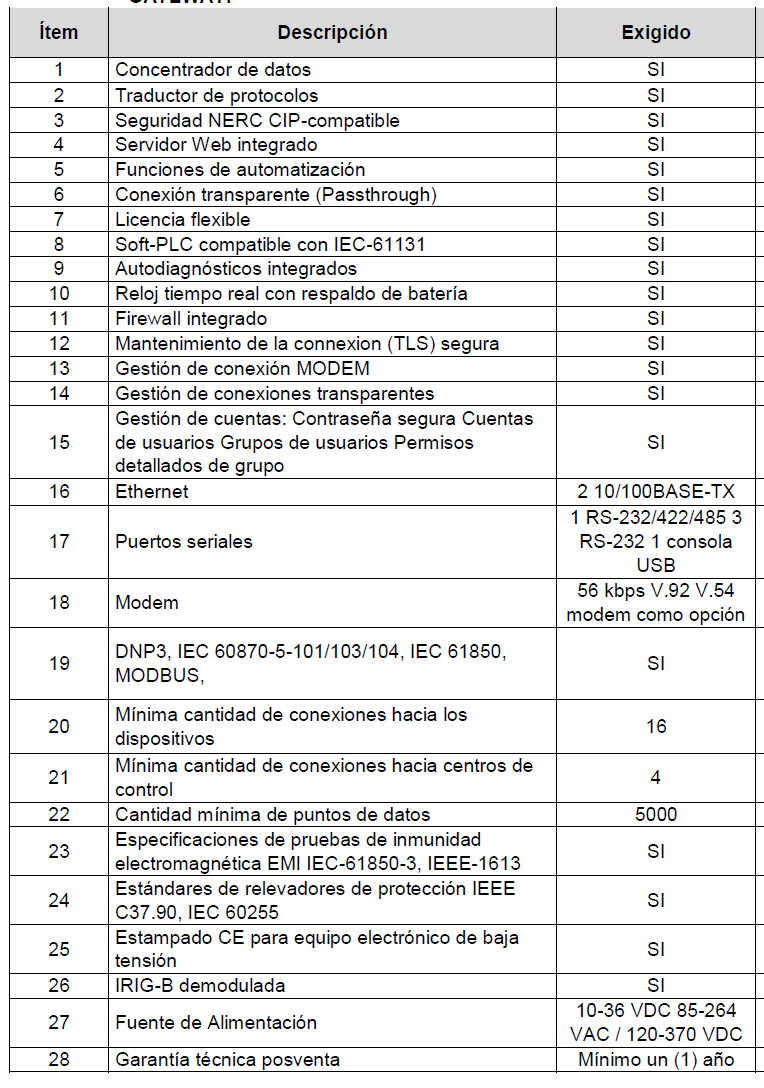 Ítem Descripción Exigido
1 Concentrador de datos SI
2 Traductor de protocolos SI
3 Seguridad NERC CIP-compatible SI
4 Servidor Web integrado SI
5 Funciones de automatización SI
6 Conexión transparente (Passthrough) SI
7 Licencia flexible SI
8 Soft-PLC compatible con IEC-61131 SI
9 Autodiagnósticos integrados SI
10 Reloj tiempo real con respaldo de batería SI
11 Firewall integrado SI
12 Mantenimiento de la connexion (TLS) segura SI
13 Gestión de conexión MODEM SI
14 Gestión de conexiones transparentes SI
15 Gestión de cuentas: Contraseña segura Cuentas
de usuarios Grupos de usuarios Permisos SI
detallados de grupo
16 Ethernet 2 10/100BASE-TX
1 RS-232/422/485 3
17 Puertos seriales RS-232 1 consola
USB
18 Modem 56 kbps V.92 V.54
modem como opción
19 DNP3, IEC 60870-5-101/103/104, IEC 61850, SI
MODBUS,
20 Mínima cantidad de conexiones hacia los 16
dispositivos
21 Mínima cantidad de conexiones hacia centros de 4
control
22 Cantidad mínima de puntos de datos 5000
23 Especificaciones de pruebas de inmunidad SI
electromagnética EMI IEC-61850-3, IEEE-1613
24 Estándares de relevadores de protección IEEE SI
C37.90, IEC 60255
25 Estampado CE para equipo electrónico de baja SI
tensión
26 IRIG-B demodulada SI
27 Fuente de Alimentación 10-36 VDC 85-264
VAC / 120-370 VDC
28 Garantía técnica posventa Mínimo un (1) año